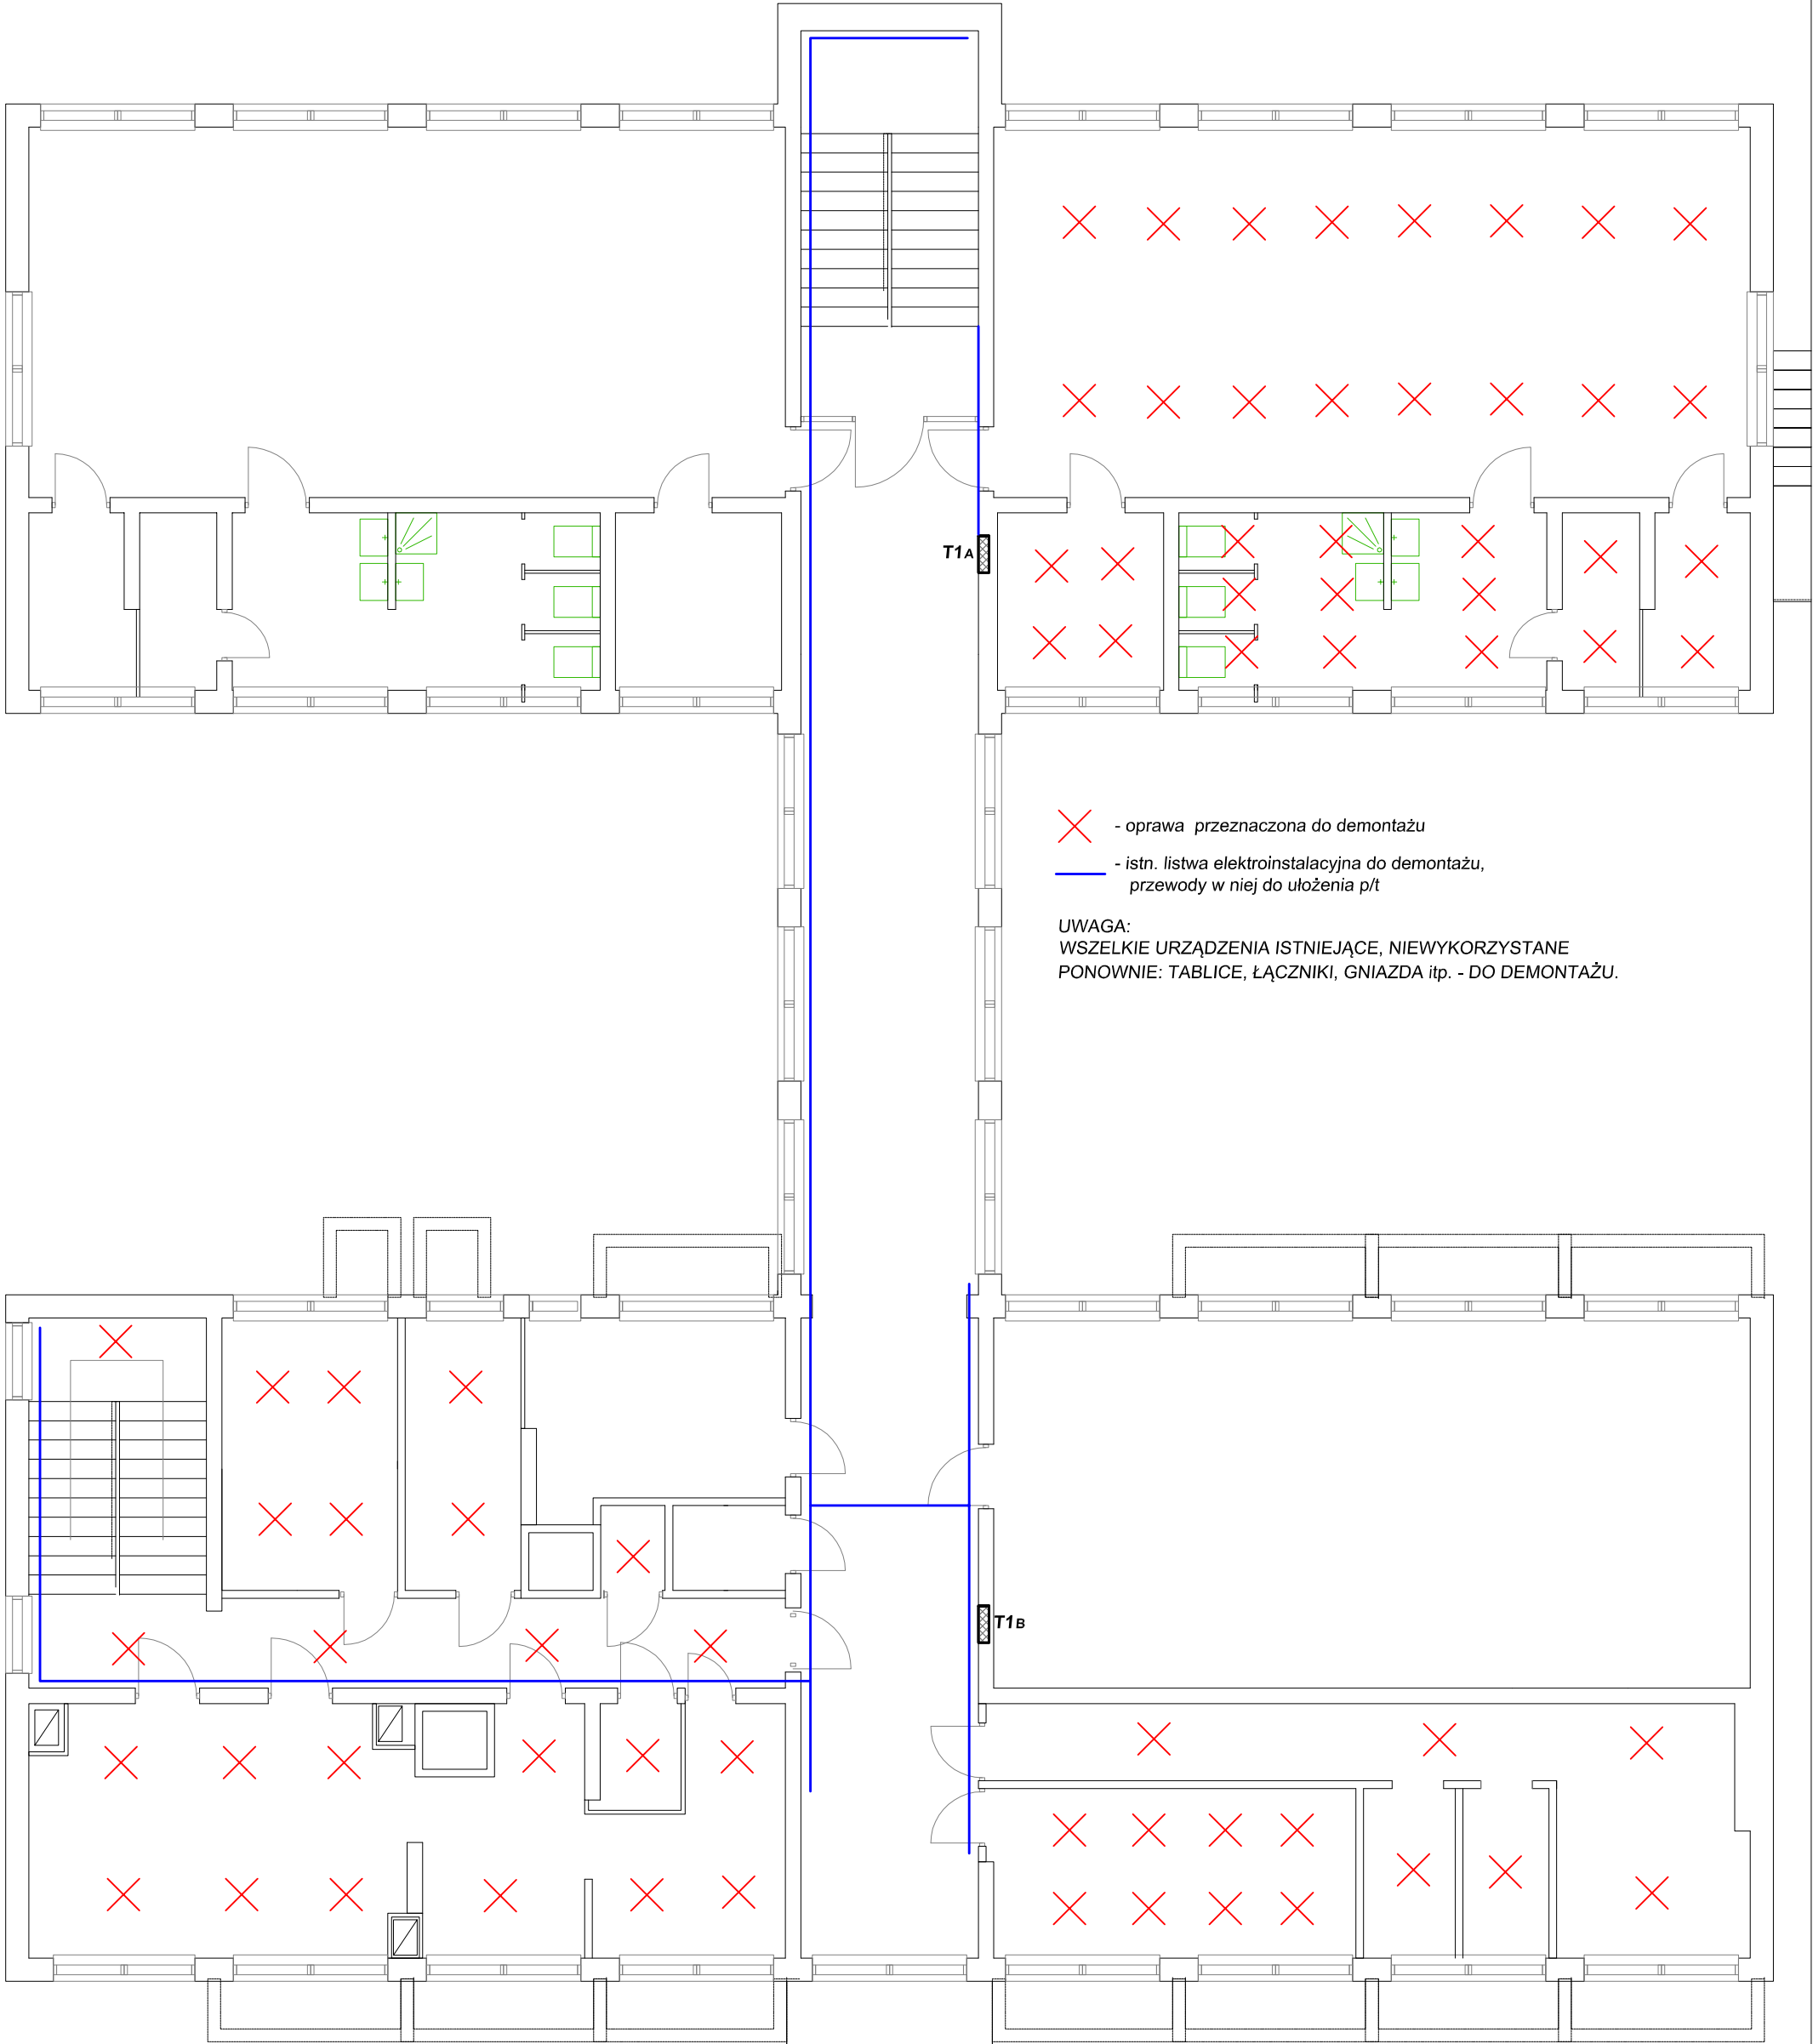 T1A
- oprawa przeznaczona do demontażu
- istn. listwa elektroinstalacyjna do demontażu,
przewody w niej do ułożenia p/t
UWAGA:
WSZELKIE URZĄDZENIA ISTNIEJĄCE, NIEWYKORZYSTANE
PONOWNIE: TABLICE, ŁĄCZNIKI, GNIAZDA itp. - DO DEMONTAŻU.
T1B